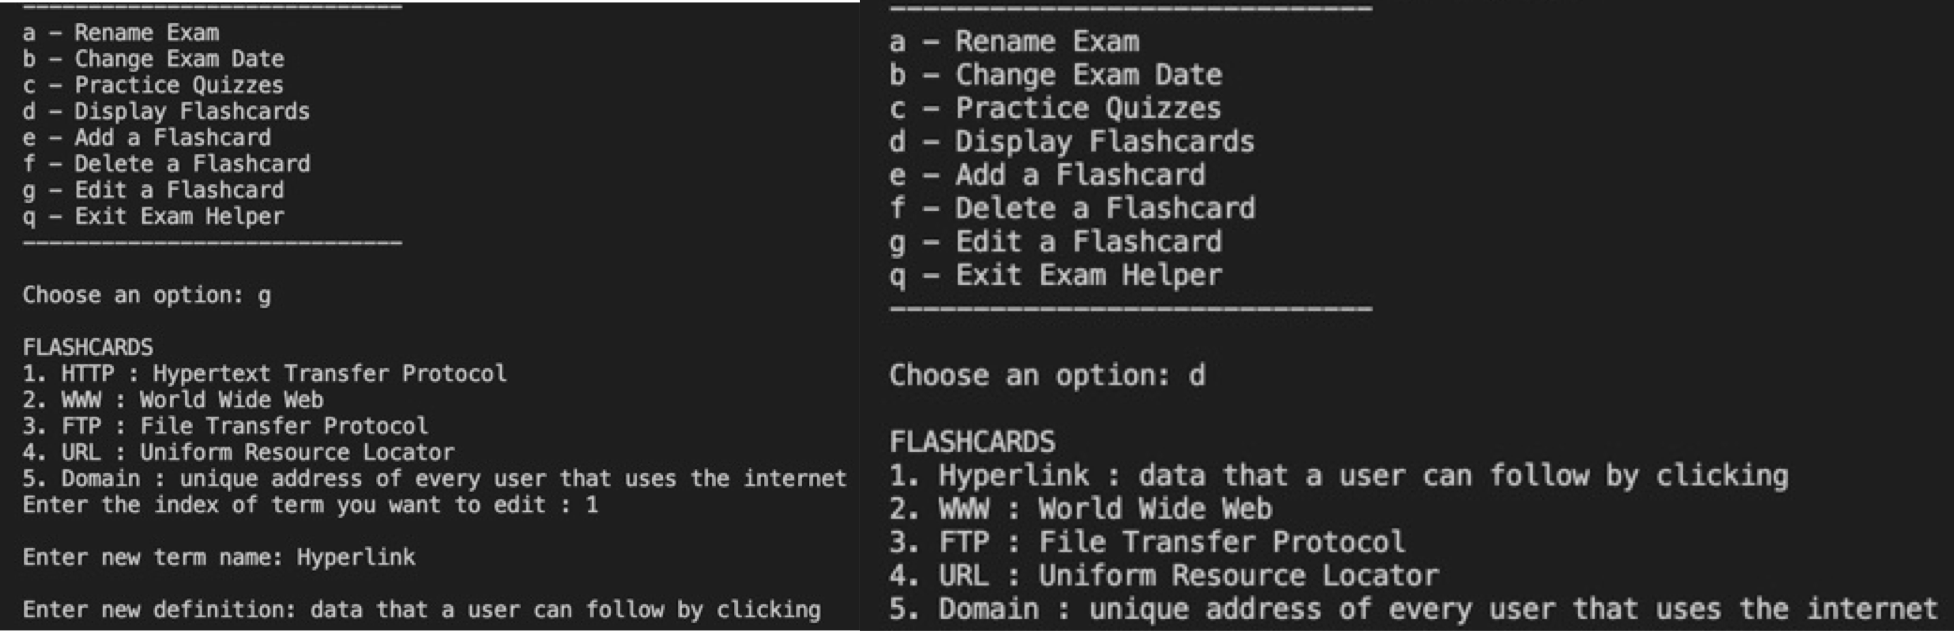 a – Rename Exam
b – Change Exam Date
c – Practice Quizzes
d – Display Flashcards
e – Add a Flashcard
f – Delete a Flashcard
g – Edit a Flashcard
q – Exit Exam Helper
Choose an option: g
FLASHCARDS
1. HTTP : Hypertext Transfer Protocol
2. WWW : World Wide Web
3. FTP : File Transfer Protocol
4. URL : Uniform Resource Locator
5. Domain : unique address of every user that uses the internet
Enter the index of term you want to edit : 1
Enter new term name: Hyperlink
Enter new definition: data that a user can follow by clicking
a – Rename Exam
b – Change Exam Date
c – Practice Quizzes
d – Display Flashcards
e – Add a Flashcard
f – Delete a Flashcard
g – Edit a Flashcard
q – Exit Exam Helper
Choose an option: d
FLASHCARDS
1. Hyperlink : data that a user can follow by clicking
2. WWW : World Wide Web
3. FTP : File Transfer Protocol
4. URL : Uniform Resource Locator
5. Domain : unique address of every user that uses the internet